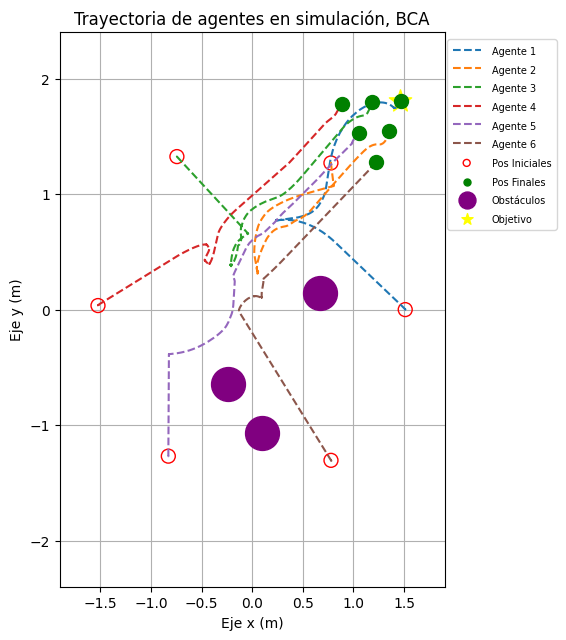 Trayectoria de agentes en simulación, BCA
Agente 1
Agente 2
Agente 3
Agente 4
Agente 5
Agente 6
Pos Iniciales
Pos Finales
Obstáculos
Objetivo
Eje y (m)
2
1
0
−1
−2
−1.5 −1.0 −0.5 0.0 0.5 1.0 1.5
Eje x (m)